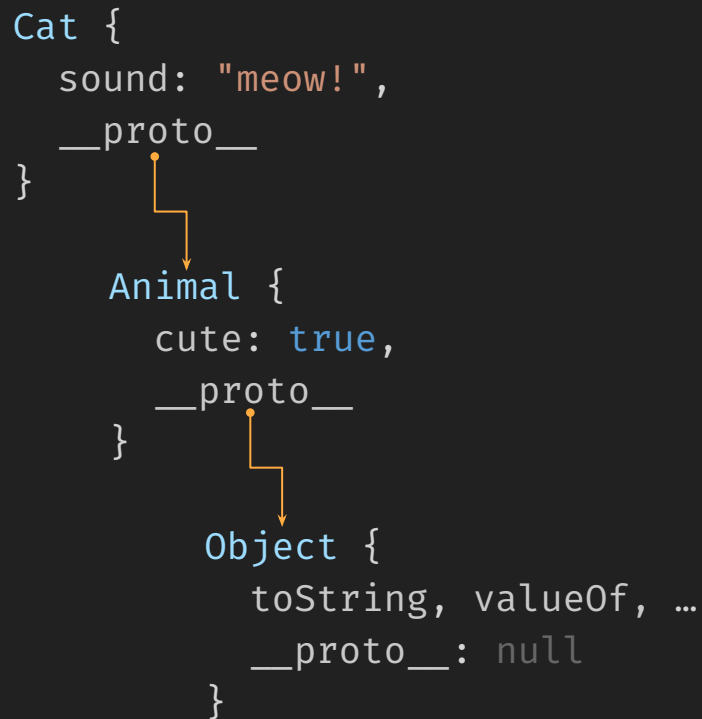 Cat {
sound: "meow!",
__proto__
}
Animal {
cute: true,
__proto__
}
Object {
toString, valueOf, …
__proto__: null
}